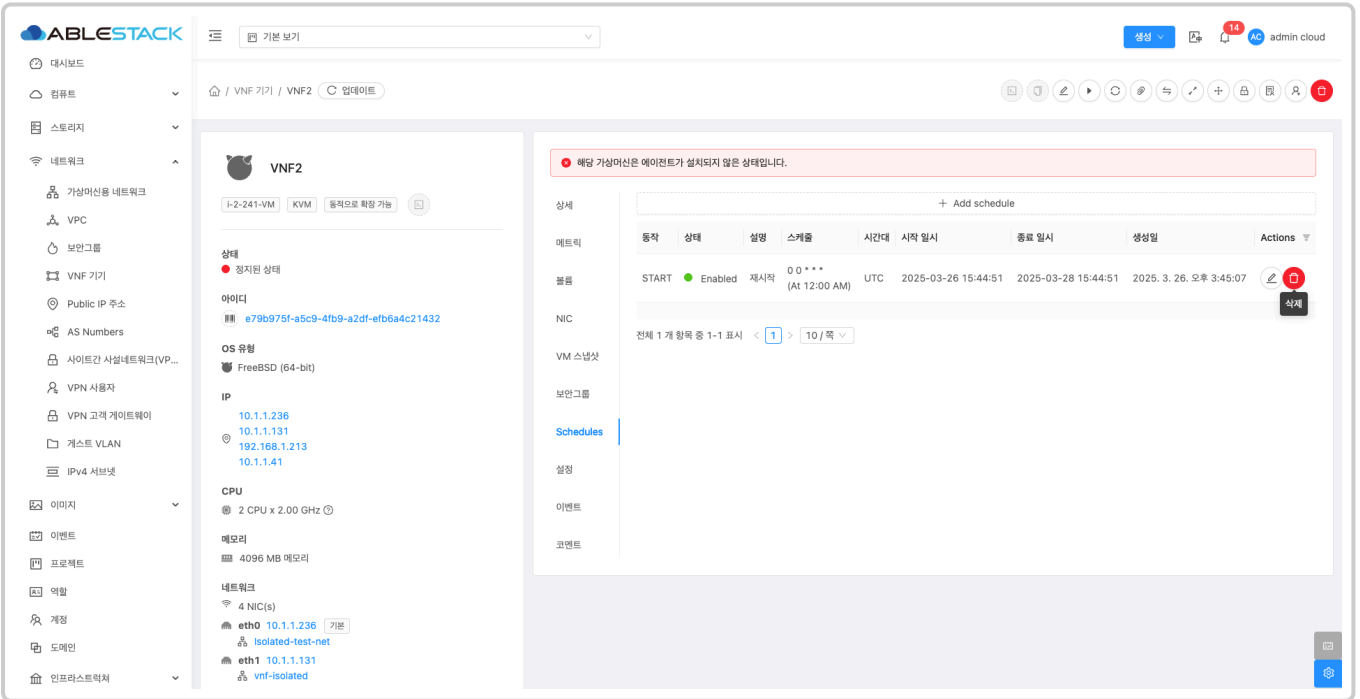 ABLESTACK
기본 보기
생성
14
AC admin cloud
대시보드
컴퓨트
스토리지
네트워크
가상머신용 네트워크
VPC
보안그룹
VNF 기기
Public IP 주소
AS Numbers
사이트간 사설네트워크(VP...
VPN 사용자
VPN 고객 게이트웨이
게스트 VLAN
IPv4 서브넷
이미지
이벤트
프로젝트
역할
계정
도메인
인프라스트럭쳐
/ VNF 기기 / VNF2 업데이트
VNF2
i-2-241-VM KVM 동적으로 확장 가능
상태
정지된 상태
아이디
e79b975f-a5c9-4fb9-a2df-efb6a4c21432
OS 유형
FreeBSD (64-bit)
IP
10.1.1.236
10.1.1.131
192.168.1.213
10.1.1.41
CPU
2 CPU x 2.00 GHz
메모리
4096 MB 메모리
네트워크
4 NIC(s)
eth0 10.1.1.236 기본
Isolated-test-net
eth1 10.1.1.131
vnf-isolated
해당 가상머신은 에이전트가 설치되지 않은 상태입니다.
상세
메트릭
볼륨
NIC
VM 스냅샷
보안그룹
Schedules
설정
이벤트
코멘트
+ Add schedule
동작 상태 설명 스케줄 시간대 시작 일시 종료 일시 생성일 Actions
START Enabled 재시작 0 0 * * * (At 12:00 AM) UTC 2025-03-26 15:44:51 2025-03-28 15:44:51 2025. 3. 26. 오후 3:45:07
삭제
전체 1 개 항목 중 1-1 표시 < 1 > 10 / 쪽